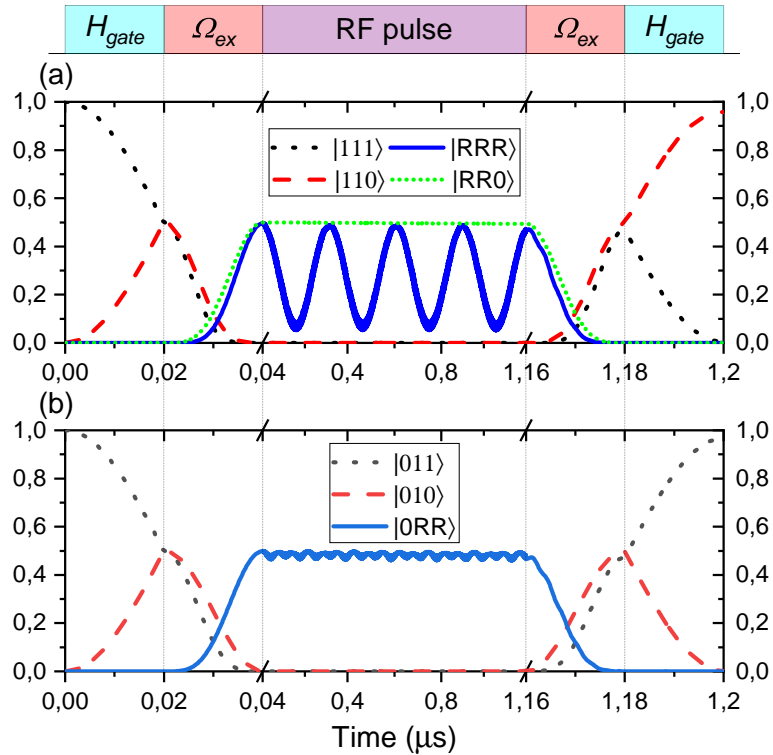 H_gate Ω_ex RF pulse Ω_ex H_gate
(a)
1,0 1,0
|111⟩ |RRR⟩
0,8 0,8
|110⟩ |RR0⟩
0,6 0,6
0,4 0,4
0,2 0,2
0,0 0,0
0,00 0,02 0,04 0,4 0,8 1,16 1,18 1,2
(b)
1,0 1,0
|011⟩
0,8 0,8
|010⟩
|0RR⟩
0,6 0,6
0,4 0,4
0,2 0,2
0,0 0,0
0,00 0,02 0,04 0,4 0,8 1,16 1,18 1,2
Time (μs)